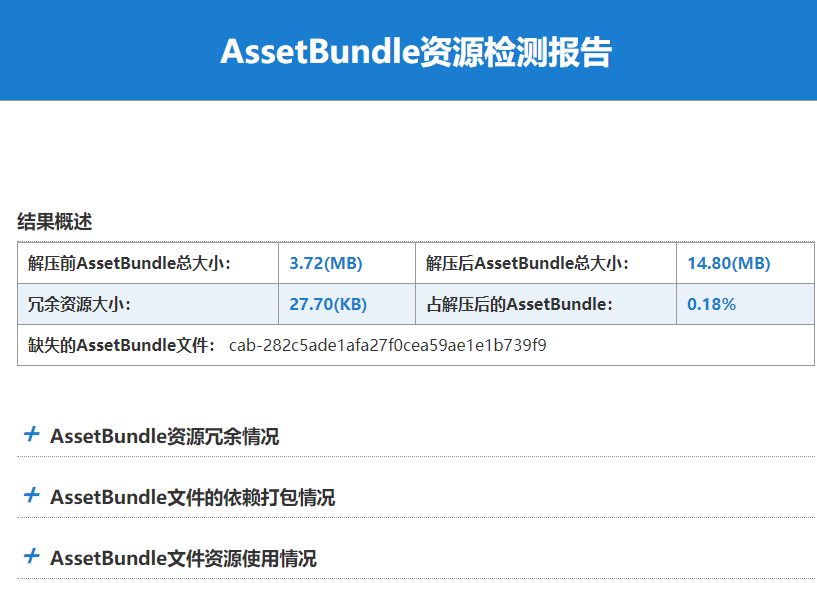 AssetBundle资源检测报告
结果概述
解压前AssetBundle总大小： 3.72(MB) 解压后AssetBundle总大小： 14.80(MB)
冗余资源大小： 27.70(KB) 占解压后的AssetBundle： 0.18%
缺失的AssetBundle文件： cab-282c5ade1afa27f0cea59ae1e1b739f9
+ AssetBundle资源冗余情况
+ AssetBundle文件的依赖打包情况
+ AssetBundle文件资源使用情况